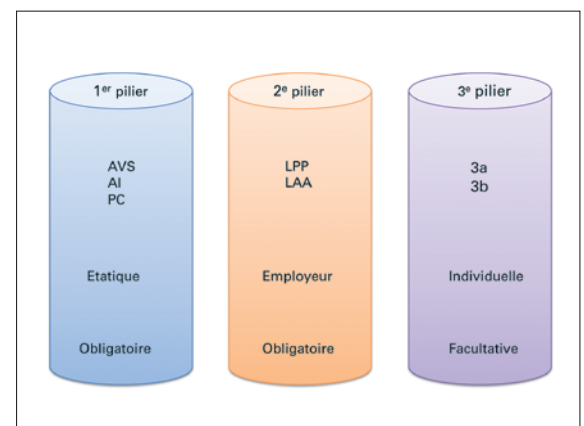 1er pilier
AVS
AI
PC
Etatique
Obligatoire
2e pilier
LPP
LAA
Employeur
Obligatoire
3e pilier
3a
3b
Individuelle
Facultative